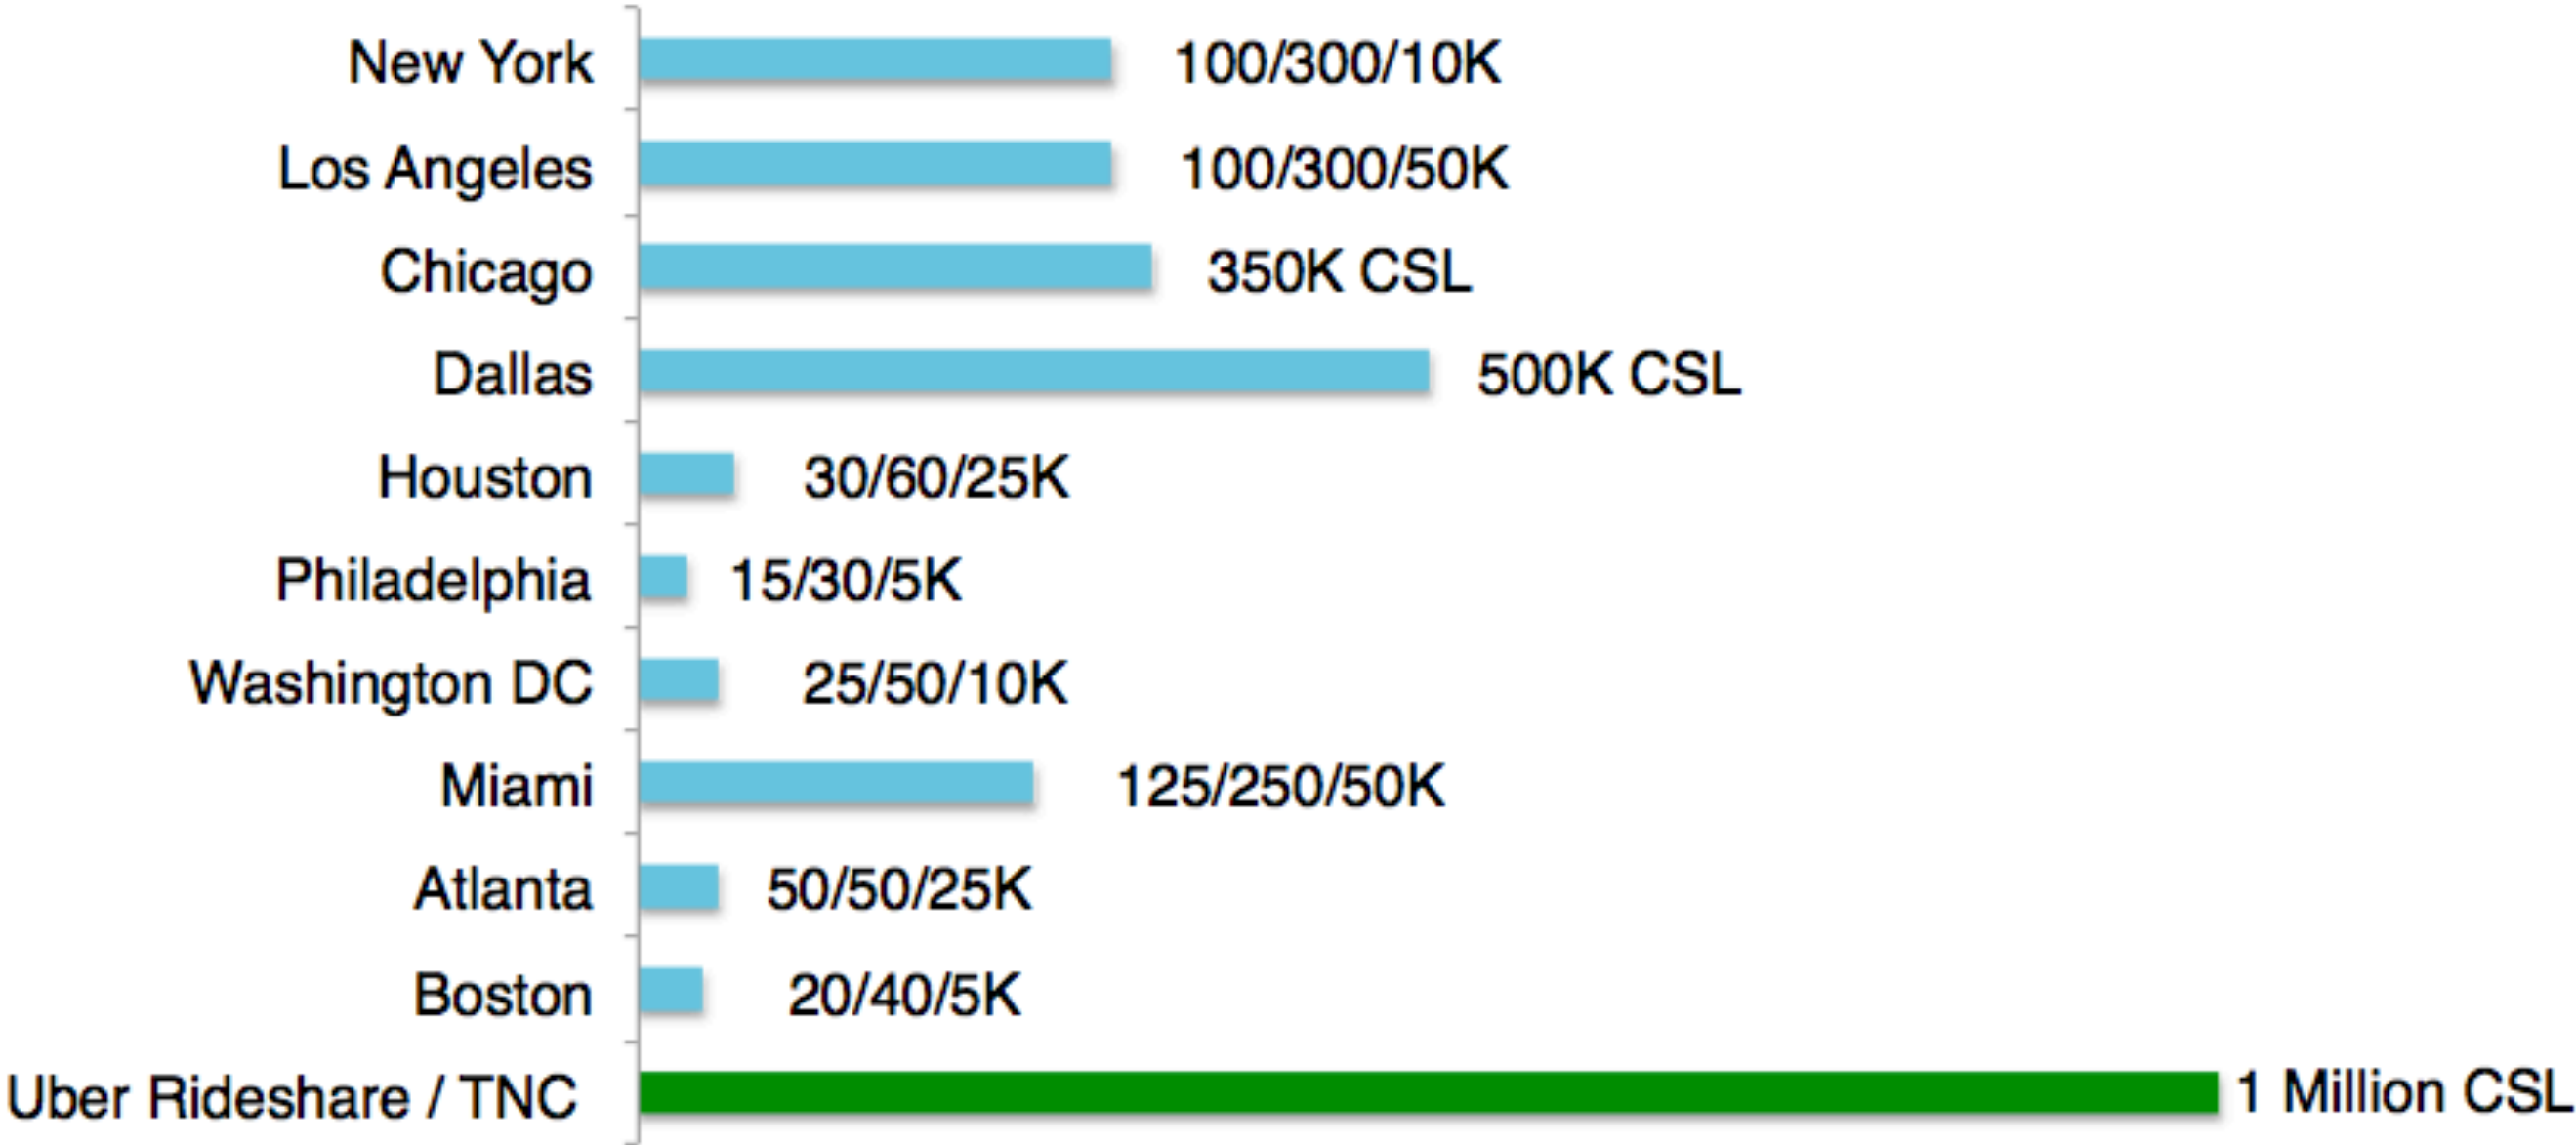 New York 100/300/10K
Los Angeles 100/300/50K
Chicago 350K CSL
Dallas 500K CSL
Houston 30/60/25K
Philadelphia 15/30/5K
Washington DC 25/50/10K
Miami 125/250/50K
Atlanta 50/50/25K
Boston 20/40/5K
Uber Rideshare / TNC 1 Million CSL